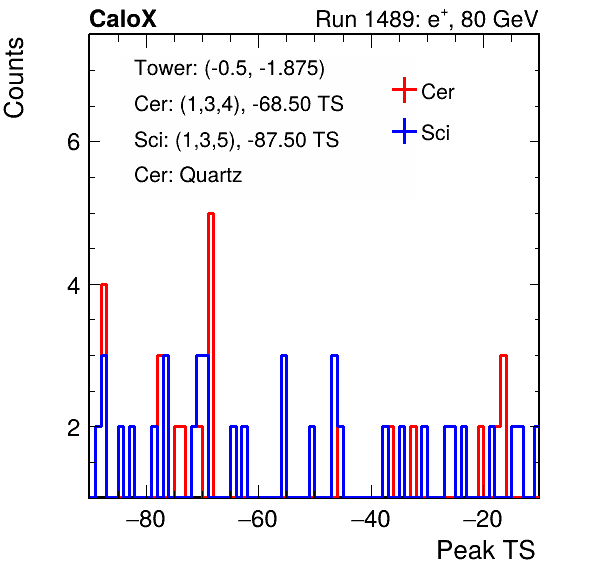 CaloX Run 1489: e⁺, 80 GeV
Counts
Tower: (-0.5, -1.875)
Cer: (1,3,4), -68.50 TS
Sci: (1,3,5), -87.50 TS
Cer: Quartz
Cer
Sci
6
4
2
−80 −60 −40 −20
Peak TS